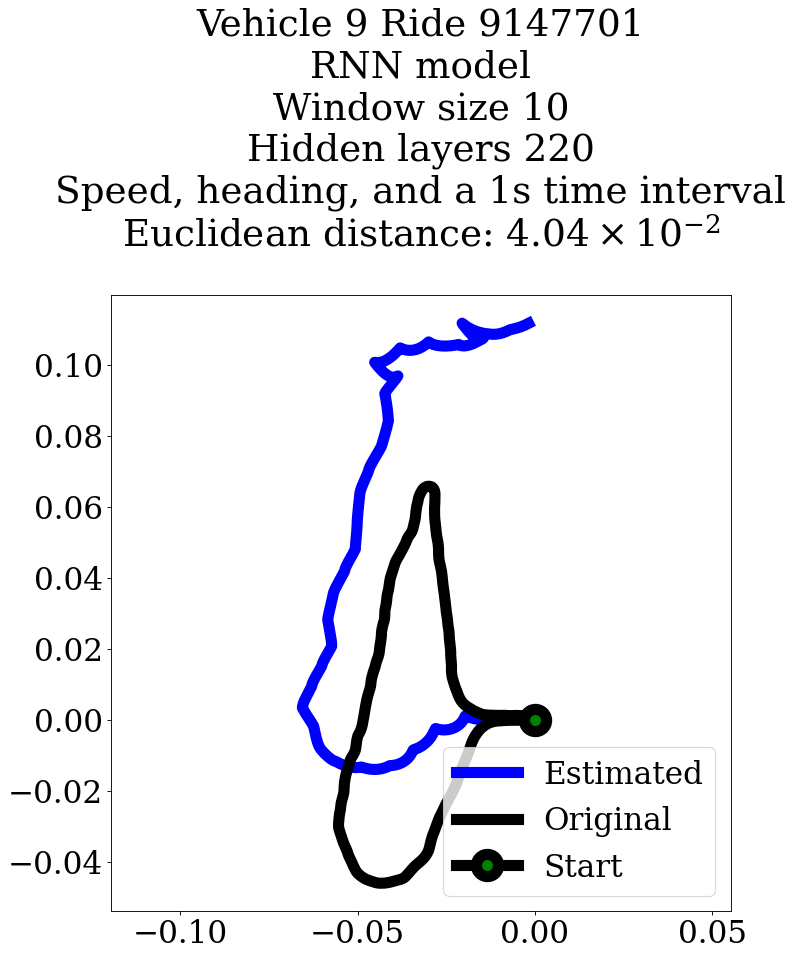 Vehicle 9 Ride 9147701
RNN model
Window size 10
Hidden layers 220
Speed, heading, and a 1s time interval
Euclidean distance: 4.04 × 10⁻²
0.10
0.08
0.06
0.04
0.02
0.00
−0.02
−0.04
Estimated
Original
Start
−0.10 −0.05 0.00 0.05